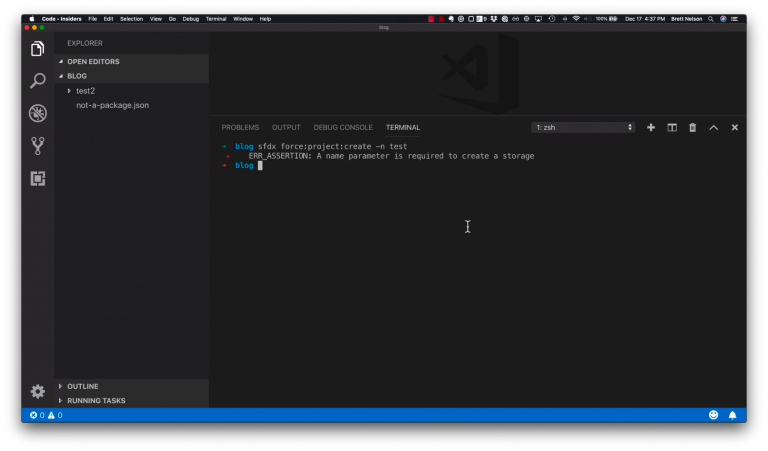 Code - Insiders File Edit Selection View Go Debug Terminal Window Help 9 100% Dec 17 4:37 PM Brett Nelson
blog
EXPLORER
OPEN EDITORS
BLOG
test2
not-a-package.json
PROBLEMS OUTPUT DEBUG CONSOLE TERMINAL 1: zsh
→ blog sfdx force:project:create -n test
ERR_ASSERTION: A name parameter is required to create a storage
→ blog
OUTLINE
RUNNING TASKS
0 0